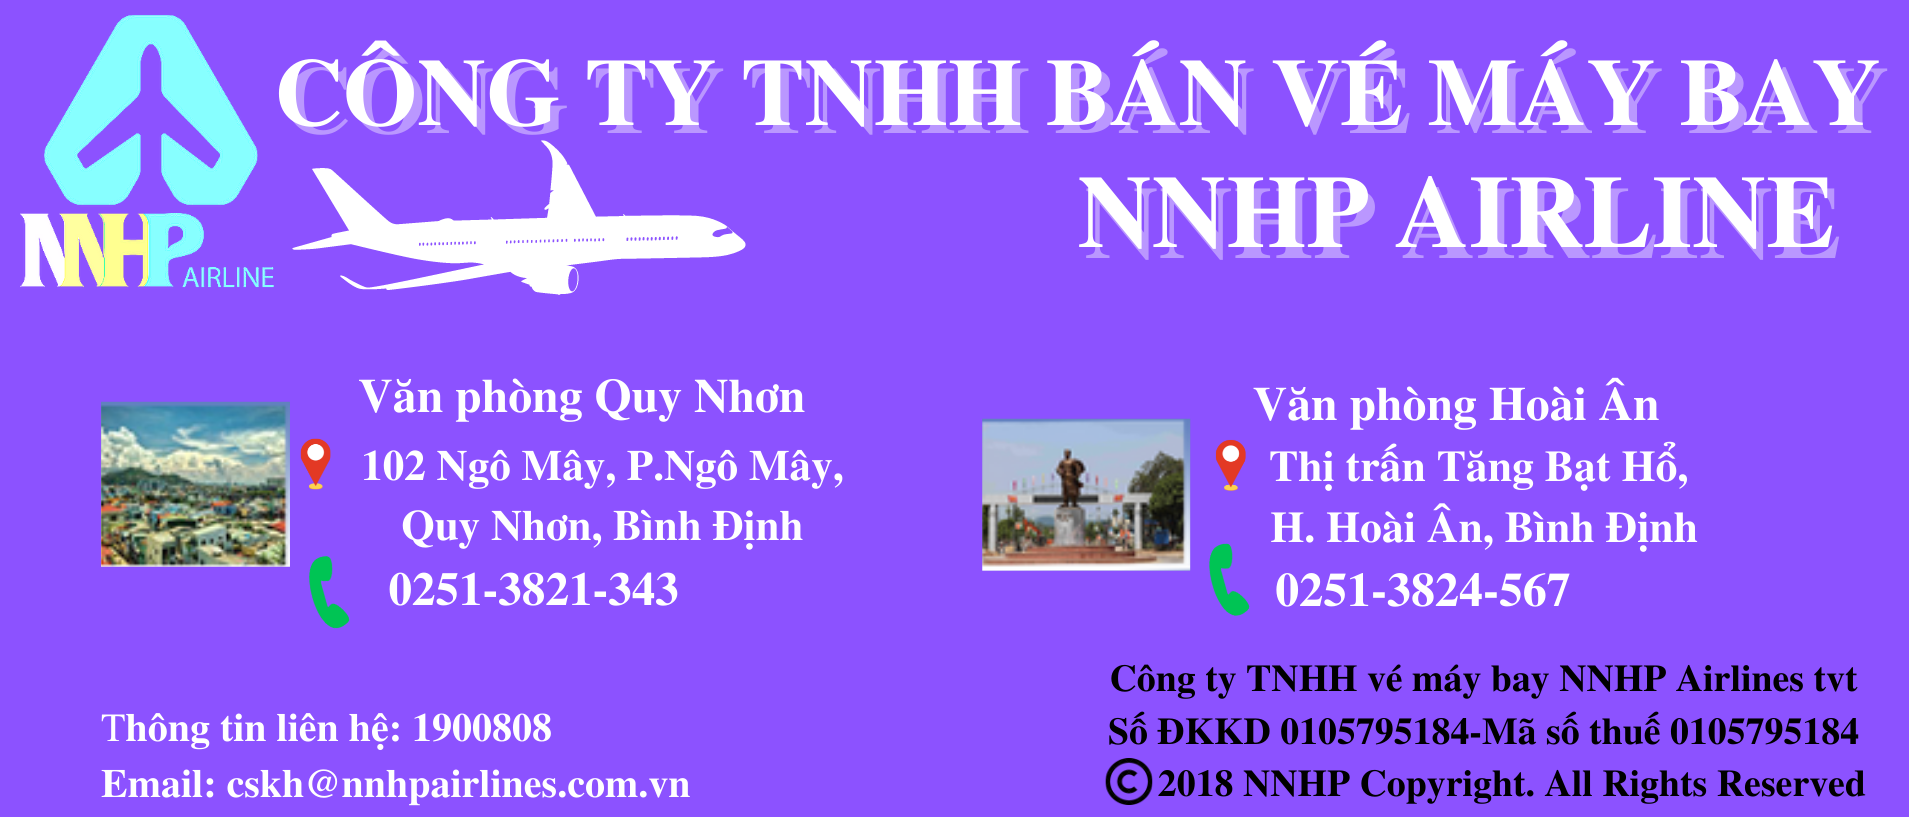 CÔNG TY TNHH BÁN VÉ MÁY BAY
NNHP AIRLINE
NNHP AIRLINE
Văn phòng Quy Nhơn
102 Ngô Mây, P.Ngô Mây,
Quy Nhơn, Bình Định
0251-3821-343
Văn phòng Hoài Ân
Thị trấn Tăng Bạt Hổ,
H. Hoài Ân, Bình Định
0251-3824-567
Thông tin liên hệ: 1900808
Email: cskh@nnhpairlines.com.vn
Công ty TNHH vé máy bay NNHP Airlines tvt
Số ĐKKD 0105795184-Mã số thuế 0105795184
©2018 NNHP Copyright. All Rights Reserved